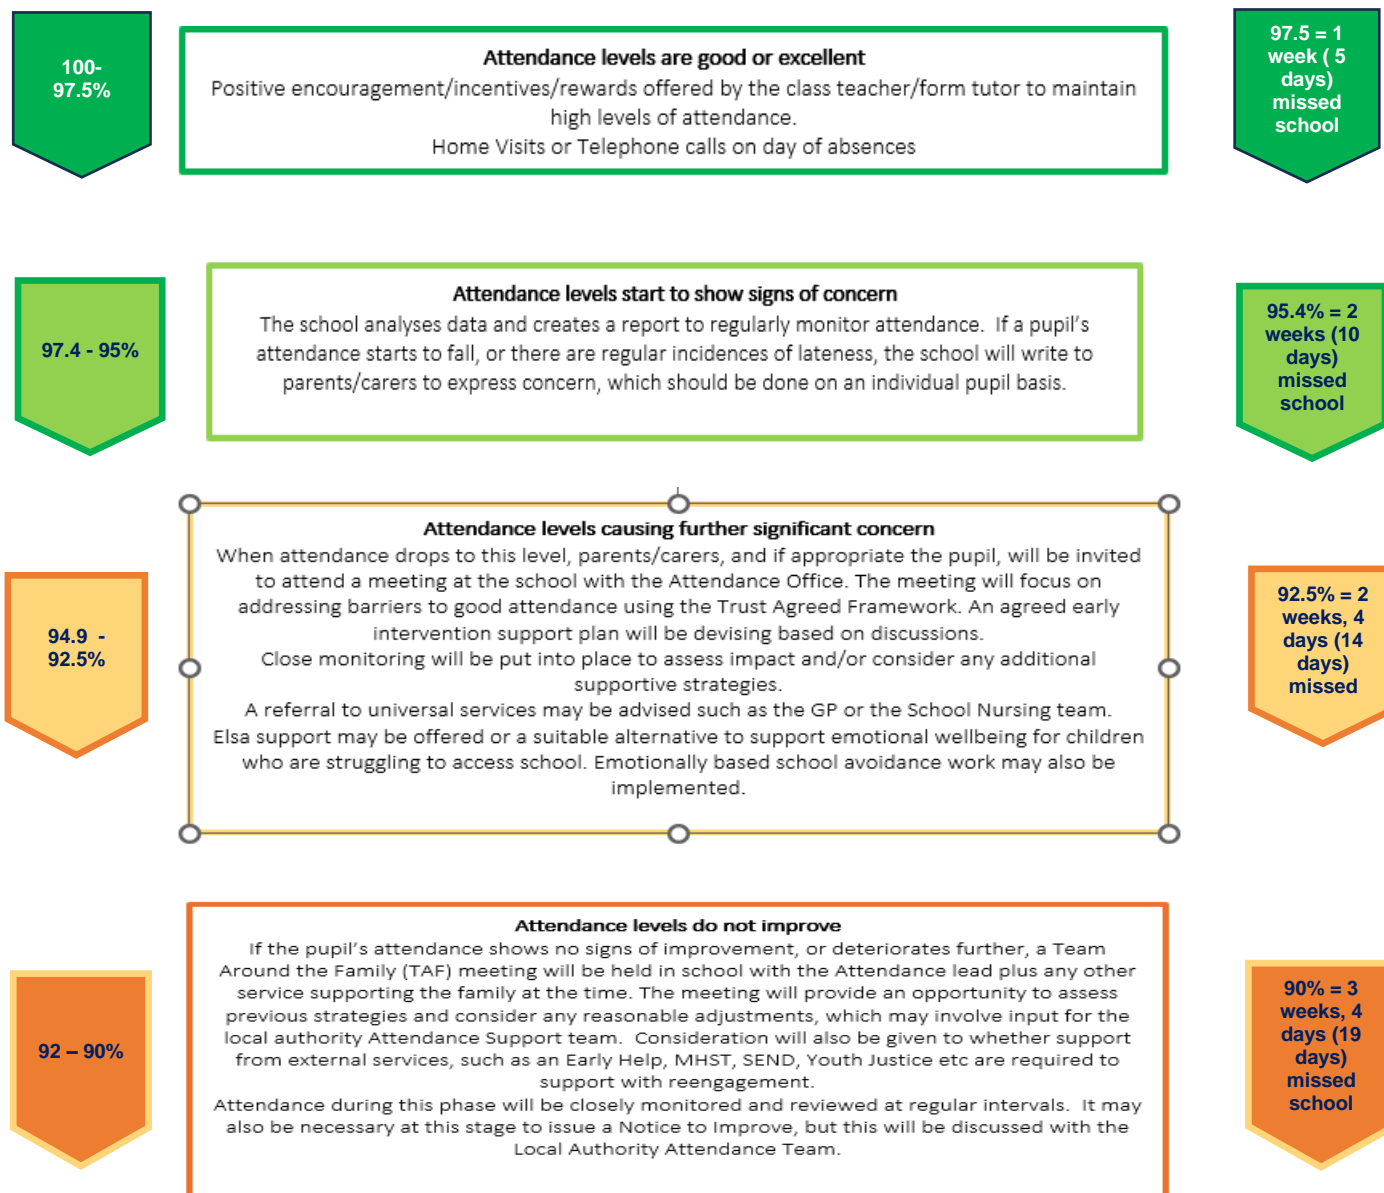 100-
97.5%
Attendance levels are good or excellent
Positive encouragement/incentives/rewards offered by the class teacher/form tutor to maintain
high levels of attendance.
Home Visits or Telephone calls on day of absences
97.5 = 1
week ( 5
days)
missed
school
97.4 - 95%
Attendance levels start to show signs of concern
The school analyses data and creates a report to regularly monitor attendance.  If a pupil's
attendance starts to fall, or there are regular incidences of lateness, the school will write to
parents/carers to express concern, which should be done on an individual pupil basis.
95.4% = 2
weeks (10
days)
missed
school
94.9  -
92.5%
Attendance levels causing further significant concern
When attendance drops to this level, parents/carers, and if appropriate the pupil, will be invited
to attend a meeting at the school with the Attendance Office. The meeting will focus on
addressing barriers to good attendance using the Trust Agreed Framework. An agreed early
intervention support plan will be devising based on discussions.
Close monitoring will be put into place to assess impact and/or consider any additional
supportive strategies.
A referral to universal services may be advised such as the GP or the School Nursing team.
Elsa support may be offered or a suitable alternative to support emotional wellbeing for children
who are struggling to access school. Emotionally based school avoidance work may also be
implemented.
92.5% = 2
weeks, 4
days (14
days)
missed
92 – 90%
Attendance levels do not improve
If the pupil's attendance shows no signs of improvement, or deteriorates further, a Team
Around the Family (TAF) meeting will be held in school with the Attendance lead plus any other
service supporting the family at the time. The meeting will provide an opportunity to assess
previous strategies and consider any reasonable adjustments, which may involve input for the
local authority Attendance Support team.  Consideration will also be given to whether support
from external services, such as an Early Help, MHST, SEND, Youth Justice etc are required to
support with reengagement.
Attendance during this phase will be closely monitored and reviewed at regular intervals.  It may
also be necessary at this stage to issue a Notice to Improve, but this will be discussed with the
Local Authority Attendance Team.
90% = 3
weeks, 4
days (19
days)
missed
school